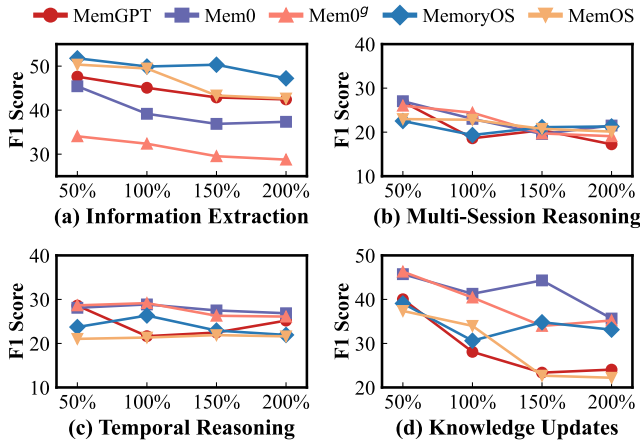 MemGPT Mem0 Mem0^g MemoryOS MemOS
F1 Score
50
40
30
50% 100% 150% 200%
(a) Information Extraction
F1 Score
40
30
20
10
50% 100% 150% 200%
(b) Multi-Session Reasoning
F1 Score
40
30
20
10
50% 100% 150% 200%
(c) Temporal Reasoning
F1 Score
50
40
30
20
50% 100% 150% 200%
(d) Knowledge Updates